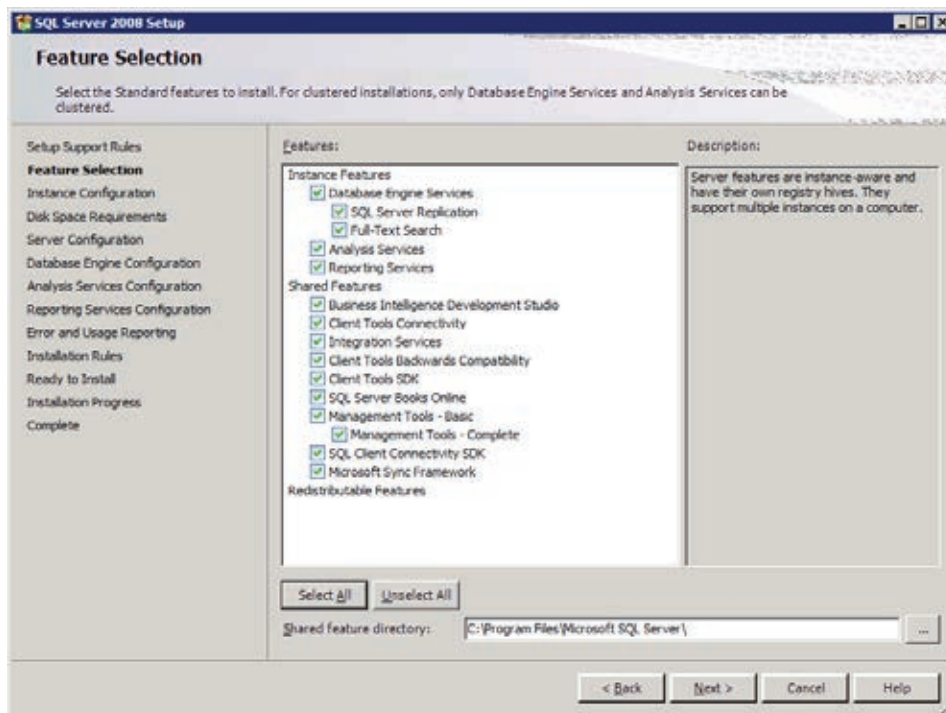 SQL Server 2008 Setup
Feature Selection
Select the Standard features to install. For clustered installations, only Database Engine Services and Analysis Services can be
clustered.
Setup Support Rules
Feature Selection
Instance Configuration
Disk Space Requirements
Server Configuration
Database Engine Configuration
Analysis Services Configuration
Reporting Services Configuration
Error and Usage Reporting
Installation Rules
Ready to Install
Installation Progress
Complete
Features:
Instance Features
Database Engine Services
SQL Server Replication
Full-Text Search
Analysis Services
Reporting Services
Shared Features
Business Intelligence Development Studio
Client Tools Connectivity
Integration Services
Client Tools Backwards Compatibility
Client Tools SDK
SQL Server Books Online
Management Tools - Basic
Management Tools - Complete
SQL Client Connectivity SDK
Microsoft Sync Framework
Redistributable Features
Description:
Server features are instance-aware and
have their own registry hives. They
support multiple instances on a computer.
Select All
Unselect All
Shared feature directory:
C:\Program Files\Microsoft SQL Server\
...
< Back
Next >
Cancel
Help